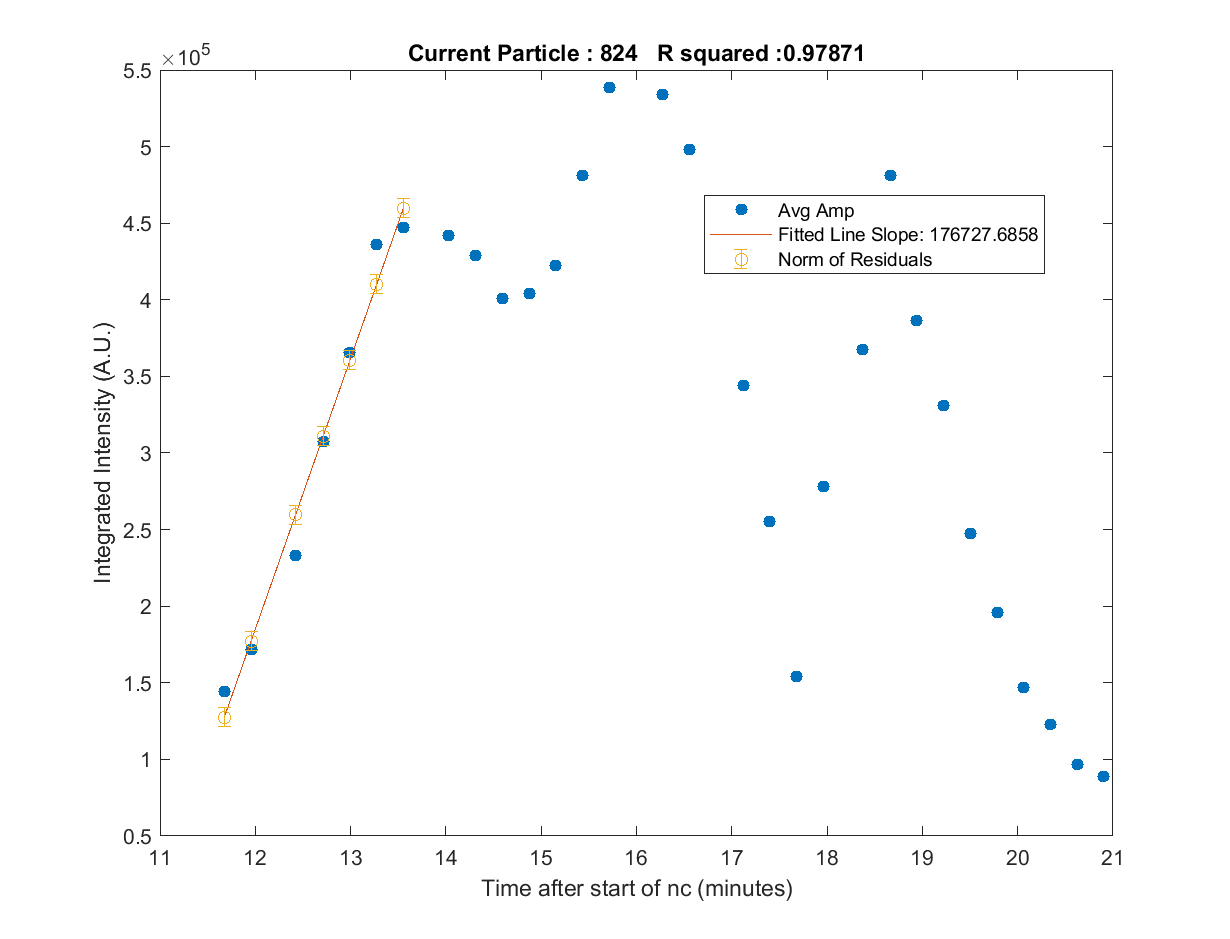 Current Particle : 824   R squared :0.97871
×10^5
5.5
5
4.5
4
3.5
3
2.5
2
1.5
1
0.5
Integrated Intensity (A.U.)
Avg Amp
Fitted Line Slope: 176727.6858
Norm of Residuals
11 12 13 14 15 16 17 18 19 20 21
Time after start of nc (minutes)